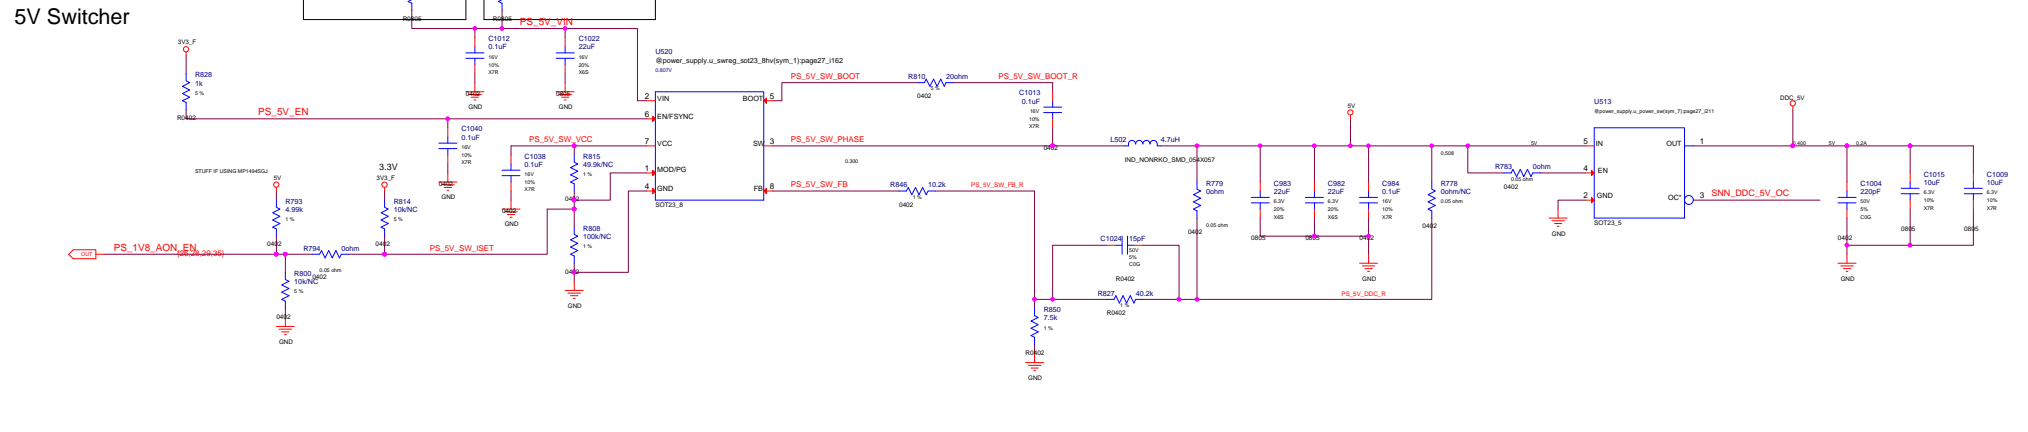 5V Switcher
R0805
R0805
PS_5V_VIN
3V3_F
R828
1k
5 %
R0402
PS_5V_EN
C1012
0.1uF
16V
10%
X7R
0402
GND
C1022
22uF
16V
20%
X6S
0805
GND
C1040
0.1uF
16V
10%
X7R
0402
GND
U520
@power_supply.u_swreg_sot23_8hv(sym_1):page27_i162
0.807V
2 VIN
BOOT 5
6 EN/FSYNC
7 VCC
SW 3
1 MOD/PG
4 GND
FB 8
SOT23_8
PS_5V_SW_VCC
C1038
0.1uF
16V
10%
X7R
0402
GND
R815
49.9k/NC
1 %
0402
R808
100k/NC
1 %
0402
GND
STUFF IF USING MP1494SGJ
5V
R793
4.99k
1 %
0402
3.3V
3V3_F
R814
10k/NC
5 %
0402
OUT
PS_1V8_AON_EN
R794 0ohm
0.05 ohm
0402
PS_5V_SW_ISET
R800
10k/NC
5 %
0402
GND
PS_5V_SW_BOOT
R810 20ohm
5 %
0402
PS_5V_SW_BOOT_R
C1013
0.1uF
16V
10%
X7R
0402
PS_5V_SW_PHASE
0.300
L502 4.7uH
IND_NONRKO_SMD_054X057
PS_5V_SW_FB
R846 10.2k
1 %
0402
PS_5V_SW_FB_R
R779
0ohm
0.05 ohm
0402
C1024 15pF
50V
5%
C0G
R0402
R827 40.2k
1 %
R0402
R850
7.5k
1 %
R0402
GND
PS_5V_DDC_R
C983
22uF
6.3V
20%
X6S
0805
C982
22uF
6.3V
20%
X6S
0805
5V
C984
0.1uF
16V
10%
X7R
0402
GND
R778
0ohm/NC
0.05 ohm
0402
0.508
5V
R783 0ohm
0.05 ohm
0402
U513
@power_supply.u_power_sw(sym_7):page27_i211
5 IN
OUT 1
4 EN
2 GND
OC* 3
SOT23_5
GND
SNN_DDC_5V_OC
DDC_5V
0.400
5V
0.2A
C1004
220pF
50V
5%
C0G
0402
GND
C1015
10uF
6.3V
10%
X7R
0805
C1009
10uF
6.3V
10%
X7R
0805